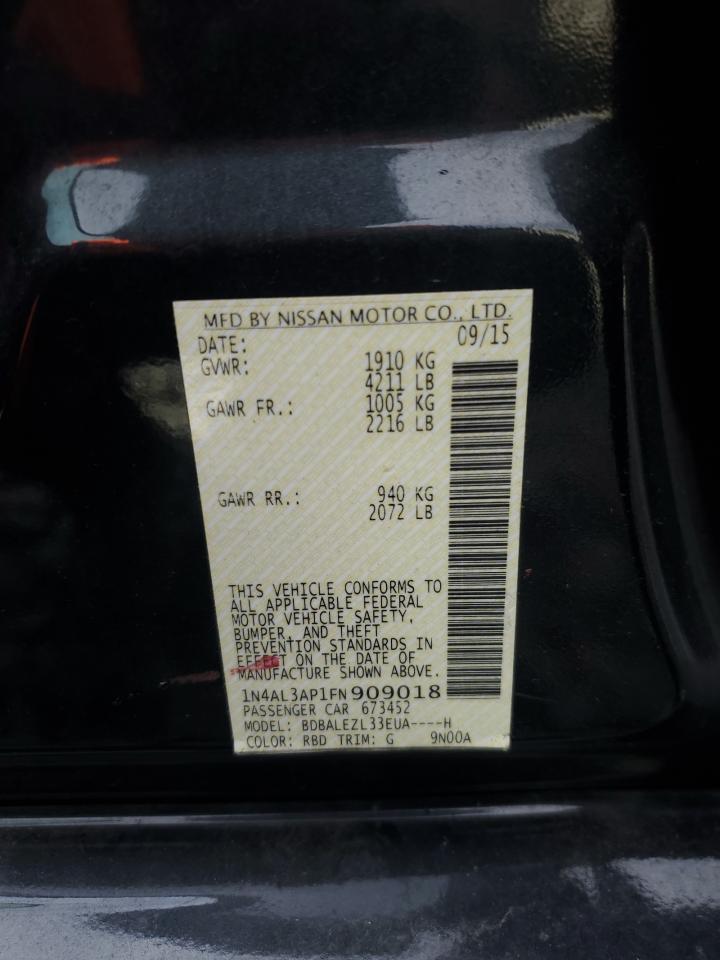 MFD BY NISSAN MOTOR CO., LTD.
DATE: 09/15
GVWR: 1910 KG
4211 LB
GAWR FR.: 1005 KG
2216 LB
GAWR RR.: 940 KG
2072 LB
THIS VEHICLE CONFORMS TO
ALL APPLICABLE FEDERAL
MOTOR VEHICLE SAFETY,
BUMPER, AND THEFT
PREVENTION STANDARDS IN
EFFECT ON THE DATE OF
MANUFACTURE SHOWN ABOVE.
1N4AL3AP1FN909018
PASSENGER CAR 673452
MODEL: BDBALEZL33EUA----H
COLOR: RBD TRIM: G 9N00A